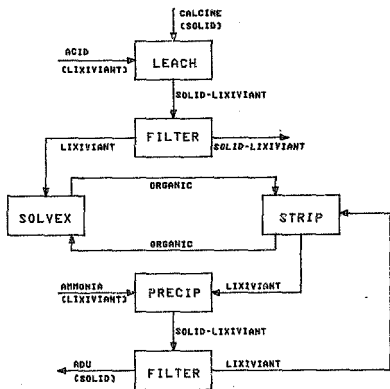 CALCINE
(SOLID)
ACID
(LIXIVIANT)
LEACH
SOLID-LIXIVIANT
FILTER
LIXIVIANT
SOLID-LIXIVIANT
ORGANIC
SOLVEX
STRIP
ORGANIC
AMMONIA
(LIXIVIANT)
PRECIP
LIXIVIANT
SOLID-LIXIVIANT
ADU
(SOLID)
FILTER
LIXIVIANT